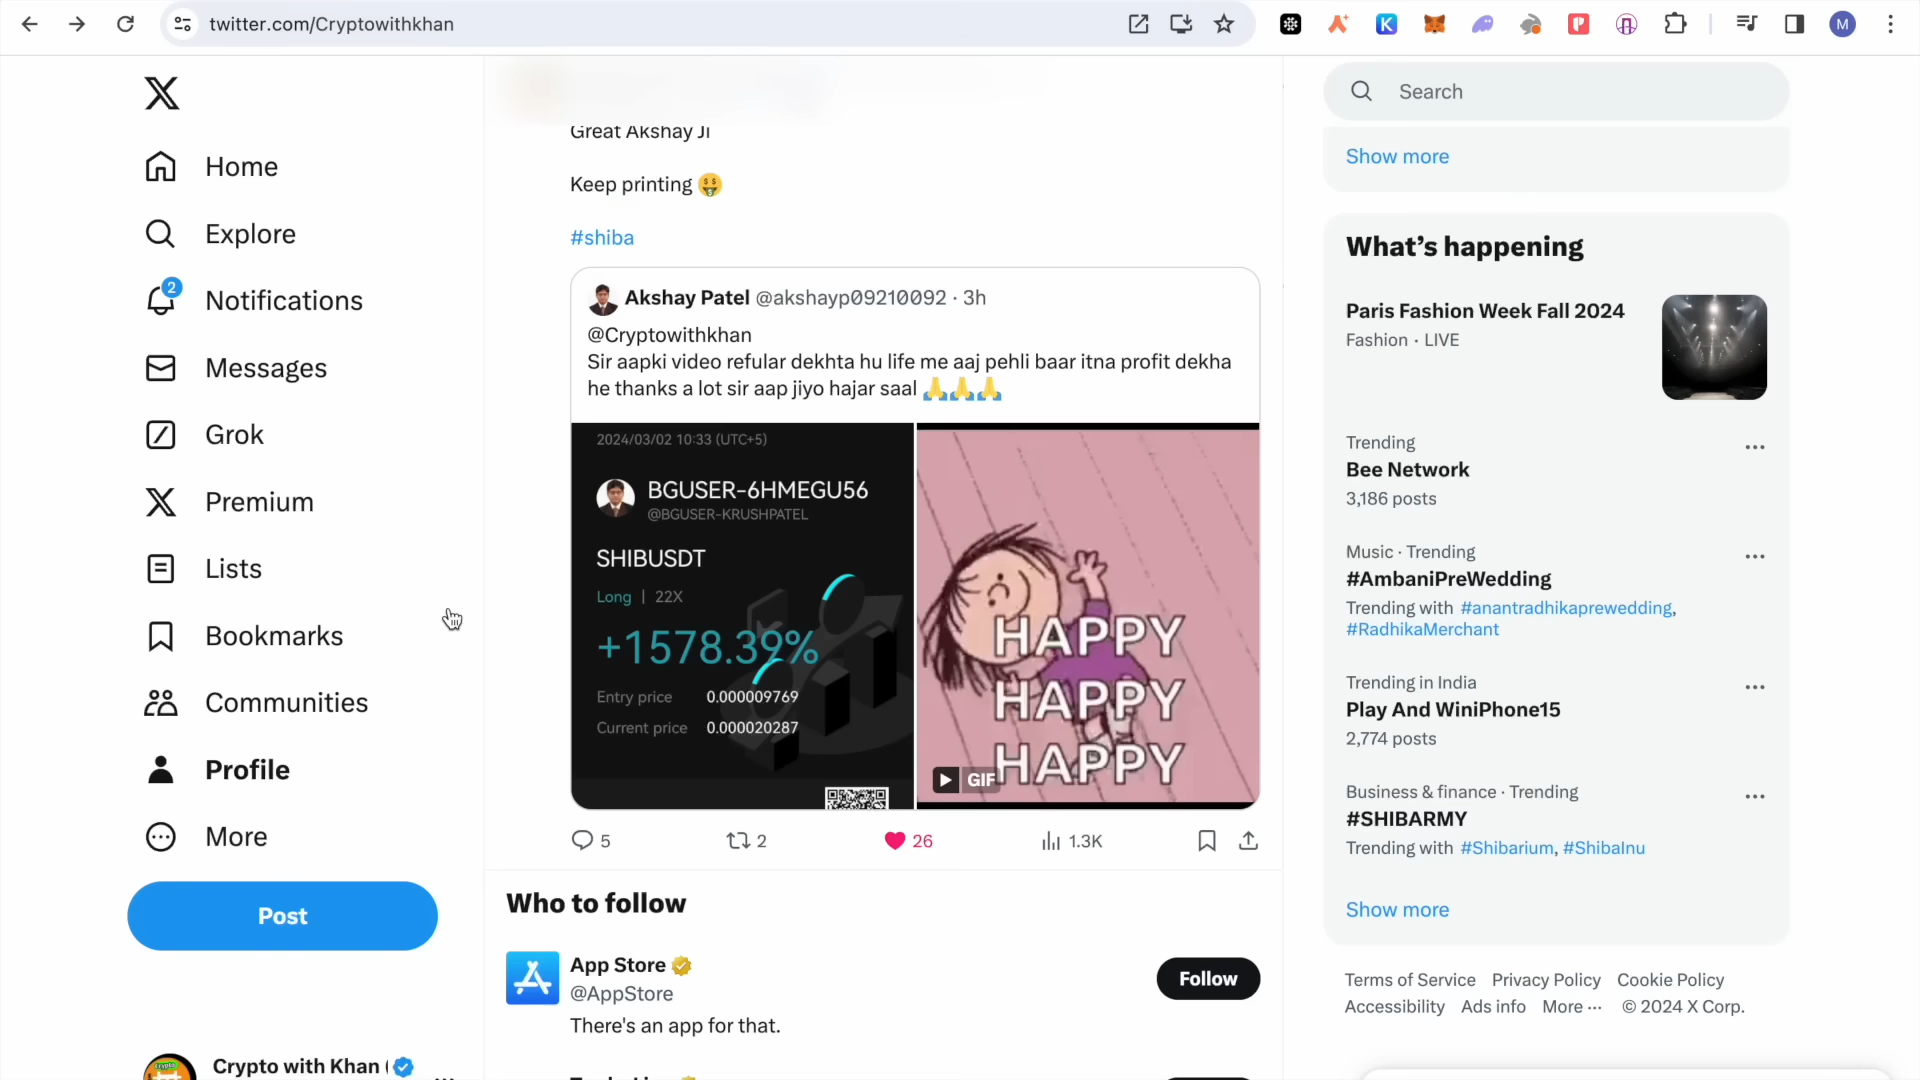 twitter.com/Cryptowithkhan
M
Home
Explore
2
Notifications
Messages
Grok
Premium
Lists
Bookmarks
Communities
Profile
More
Post
Crypto with Khan (
Great Akshay Ji
Keep printing 🤑
#shiba
Akshay Patel @akshayp09210092 · 3h
@Cryptowithkhan
Sir aapki video refular dekhta hu life me aaj pehli baar itna profit dekha
he thanks a lot sir aap jiyo hajar saal 🙏🙏🙏
2024/03/02 10:33 (UTC+5)
BGUSER-6HMEGU56
@BGUSER-KRUSHPATEL
SHIBUSDT
Long | 22X
+1578.39%
Entry price 0.000009769
Current price 0.000020287
HAPPY
HAPPY
HAPPY
GIF
5 2 26 1.3K
Who to follow
App Store
@AppStore
Follow
There's an app for that.
Search
Show more
What's happening
Paris Fashion Week Fall 2024
Fashion · LIVE
Trending
Bee Network
3,186 posts
Music · Trending
#AmbaniPreWedding
Trending with #anantradhikaprewedding,
#RadhikaMerchant
Trending in India
Play And WiniPhone15
2,774 posts
Business & finance · Trending
#SHIBARMY
Trending with #Shibarium, #ShibaInu
Show more
Terms of Service Privacy Policy Cookie Policy
Accessibility Ads info More ··· © 2024 X Corp.